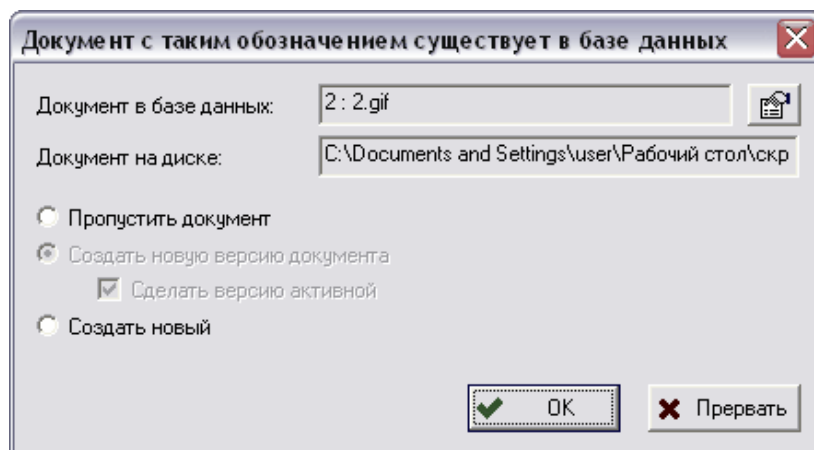 Документ с таким обозначением существует в базе данных
Документ в базе данных: 2 : 2.gif
Документ на диске: C:\Documents and Settings\user\Рабочий стол\скр
Пропустить документ
Создать новую версию документа
Сделать версию активной
Создать новый
OK Прервать